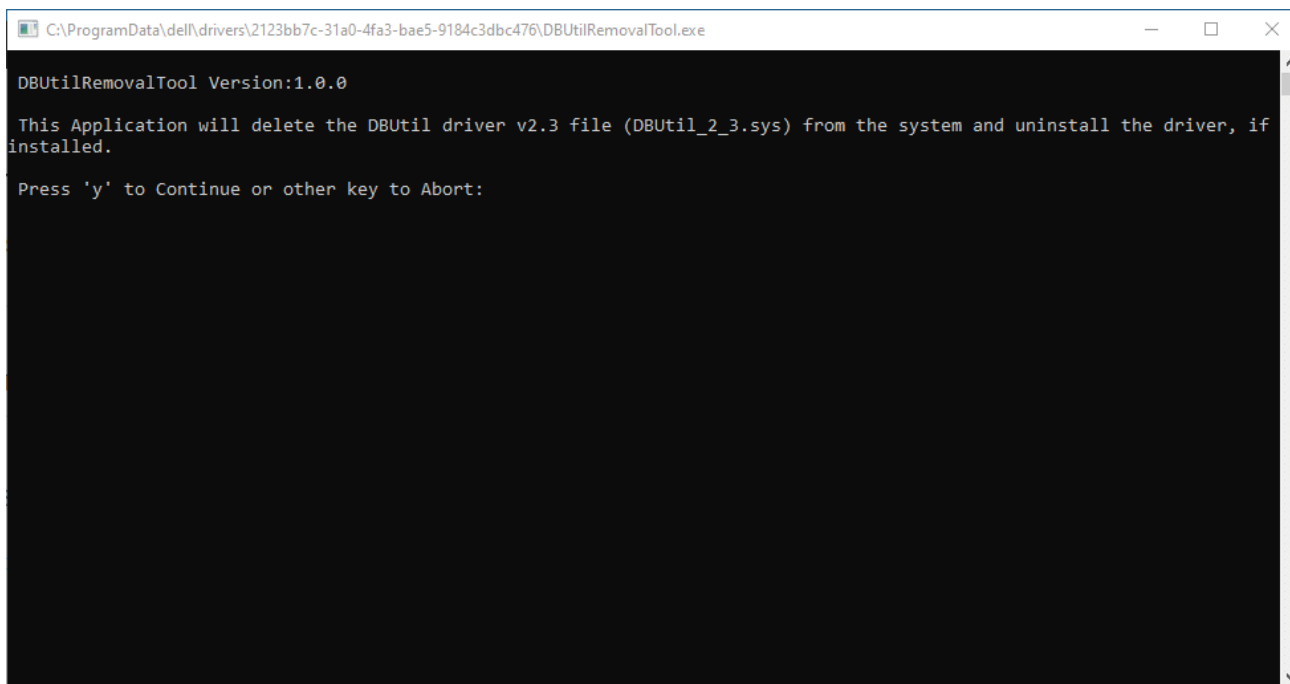 C:\ProgramData\dell\drivers\2123bb7c-31a0-4fa3-bae5-9184c3dbc476\DBUtilRemovalTool.exe
DBUtilRemovalTool Version:1.0.0
This Application will delete the DBUtil driver v2.3 file (DBUtil_2_3.sys) from the system and uninstall the driver, if
installed.
Press 'y' to Continue or other key to Abort: